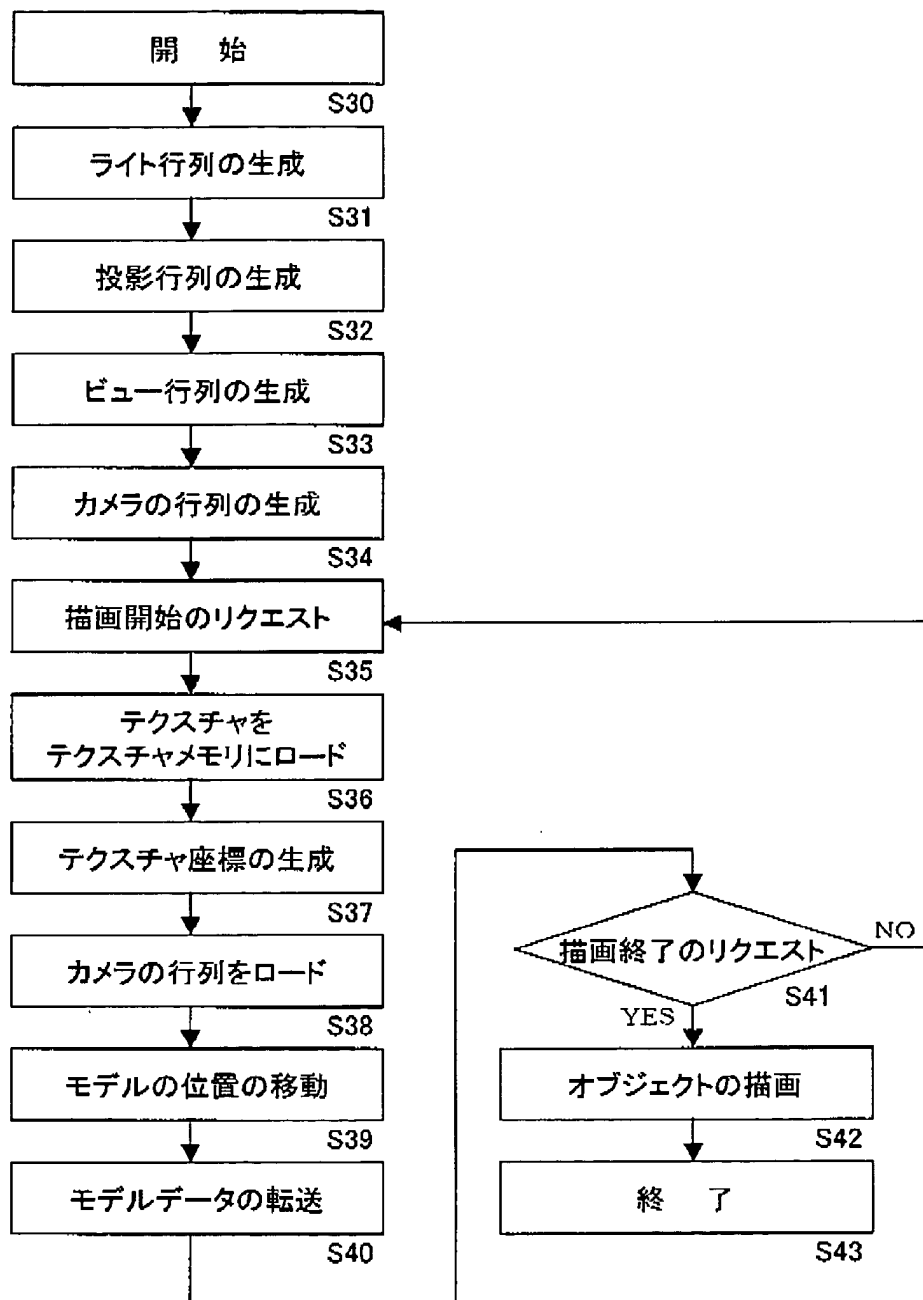 開　始
S30
ライト行列の生成
S31
投影行列の生成
S32
ビュー行列の生成
S33
カメラの行列の生成
S34
描画開始のリクエスト
S35
テクスチャを
テクスチャメモリにロード
S36
テクスチャ座標の生成
S37
カメラの行列をロード
S38
モデルの位置の移動
S39
モデルデータの転送
S40
描画終了のリクエスト
NO
S41
YES
オブジェクトの描画
S42
終　了
S43